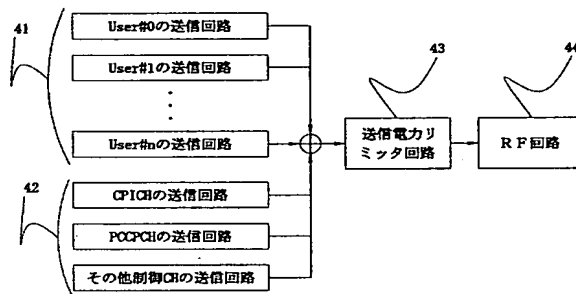 41
User#0の送信回路
User#1の送信回路
User#nの送信回路
42
CPICHの送信回路
PCCPCHの送信回路
その他制御CHの送信回路
43
送信電力リ
ミッタ回路
44
RF回路